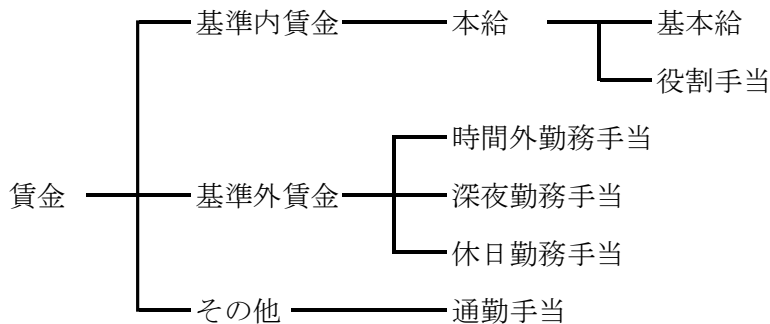 基準内賃金 本給 基本給
役割手当
時間外勤務手当
賃金 基準外賃金 深夜勤務手当
休日勤務手当
その他 通勤手当